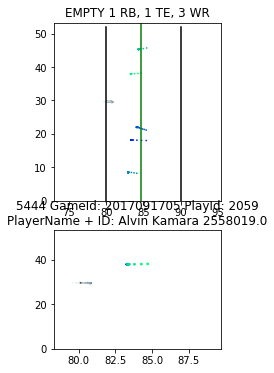 EMPTY 1 RB, 1 TE, 3 WR
50
40
30
20
10
0
75 80 85 90 95
5444 GameId: 2017091705 PlayId: 2059
PlayerName + ID: Alvin Kamara 2558019.0
40
20
0
80.0 82.5 85.0 87.5